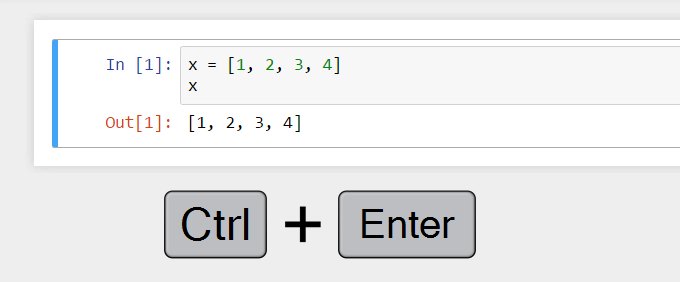 In [1]: x = [1, 2, 3, 4]
x
Out[1]: [1, 2, 3, 4]
Ctrl + Enter